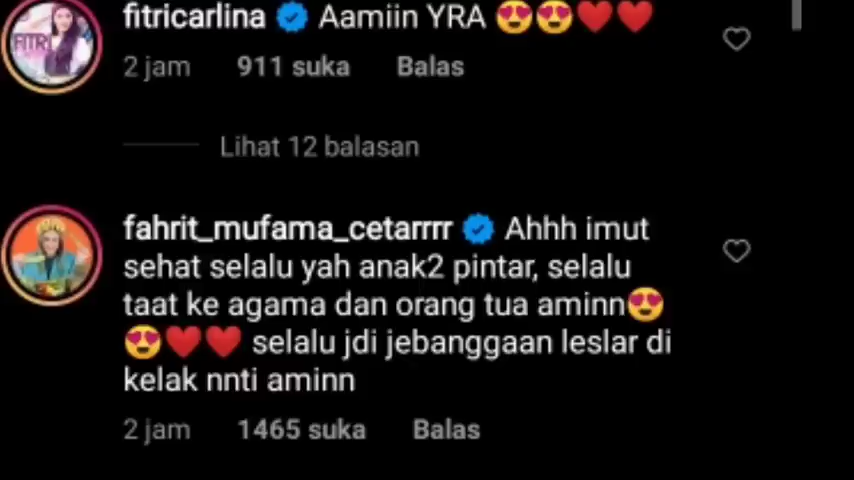 fitricarlina Aamiin YRA 😍😍❤️❤️
2 jam 911 suka Balas
Lihat 12 balasan
fahrit_mufama_cetarrrr Ahhh imut
sehat selalu yah anak2 pintar, selalu
taat ke agama dan orang tua aminn😍
😍❤️❤️ selalu jdi jebanggaan leslar di
kelak nnti aminn
2 jam 1465 suka Balas
FITRI